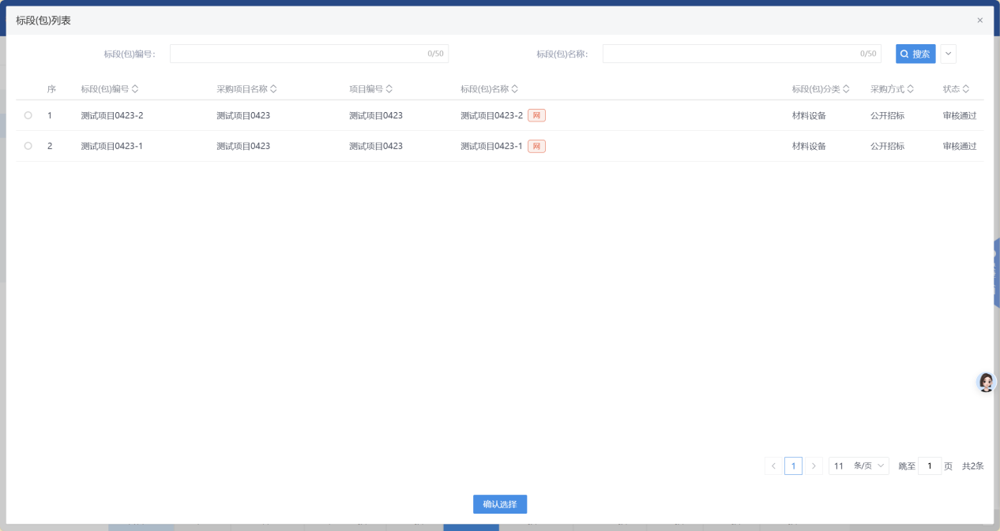 标段(包)列表
标段(包)编号： 0/50 标段(包)名称： 0/50 搜索
序 标段(包)编号 采购项目名称 项目编号 标段(包)名称 标段(包)分类 采购方式 状态
1 测试项目0423-2 测试项目0423 测试项目0423 测试项目0423-2 网 材料设备 公开招标 审核通过
2 测试项目0423-1 测试项目0423 测试项目0423 测试项目0423-1 网 材料设备 公开招标 审核通过
1 11 条/页 跳至 1 页 共2条
确认选择